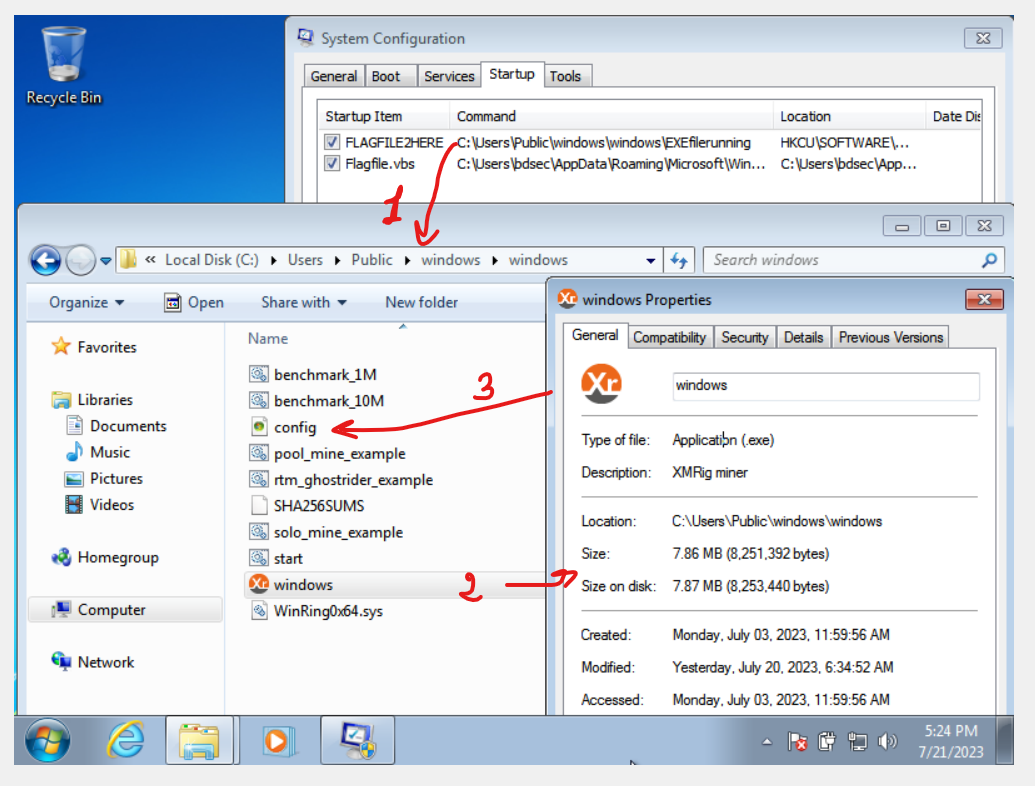 Recycle Bin
System Configuration
General Boot Services Startup Tools
Startup Item Command Location Date Dis
FLAGFILE2HERE C:\Users\Public\windows\windows\EXEfilerunning HKCU\SOFTWARE\...
Flagfile.vbs C:\Users\bdsec\AppData\Roaming\Microsoft\Win... C:\Users\bdsec\App...
1
« Local Disk (C:) Users Public windows windows
Search windows
Organize Open Share with New folder
Favorites
Libraries
Documents
Music
Pictures
Videos
Homegroup
Computer
Network
Name
benchmark_1M
benchmark_10M
config
pool_mine_example
rtm_ghostrider_example
SHA256SUMS
solo_mine_example
start
windows
WinRing0x64.sys
3
2
Xr windows Properties
General Compatibility Security Details Previous Versions
Xr windows
Type of file: Application (.exe)
Description: XMRig miner
Location: C:\Users\Public\windows\windows
Size: 7.86 MB (8,251,392 bytes)
Size on disk: 7.87 MB (8,253,440 bytes)
Created: Monday, July 03, 2023, 11:59:56 AM
Modified: Yesterday, July 20, 2023, 6:34:52 AM
Accessed: Monday, July 03, 2023, 11:59:56 AM
5:24 PM
7/21/2023